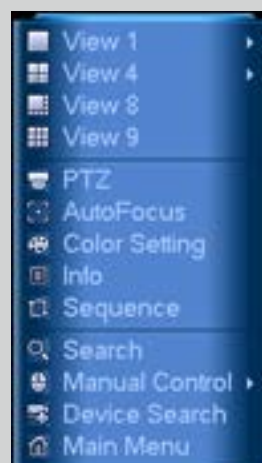 View 1
View 4
View 8
View 9
PTZ
AutoFocus
Color Setting
Info
Sequence
Search
Manual Control
Device Search
Main Menu